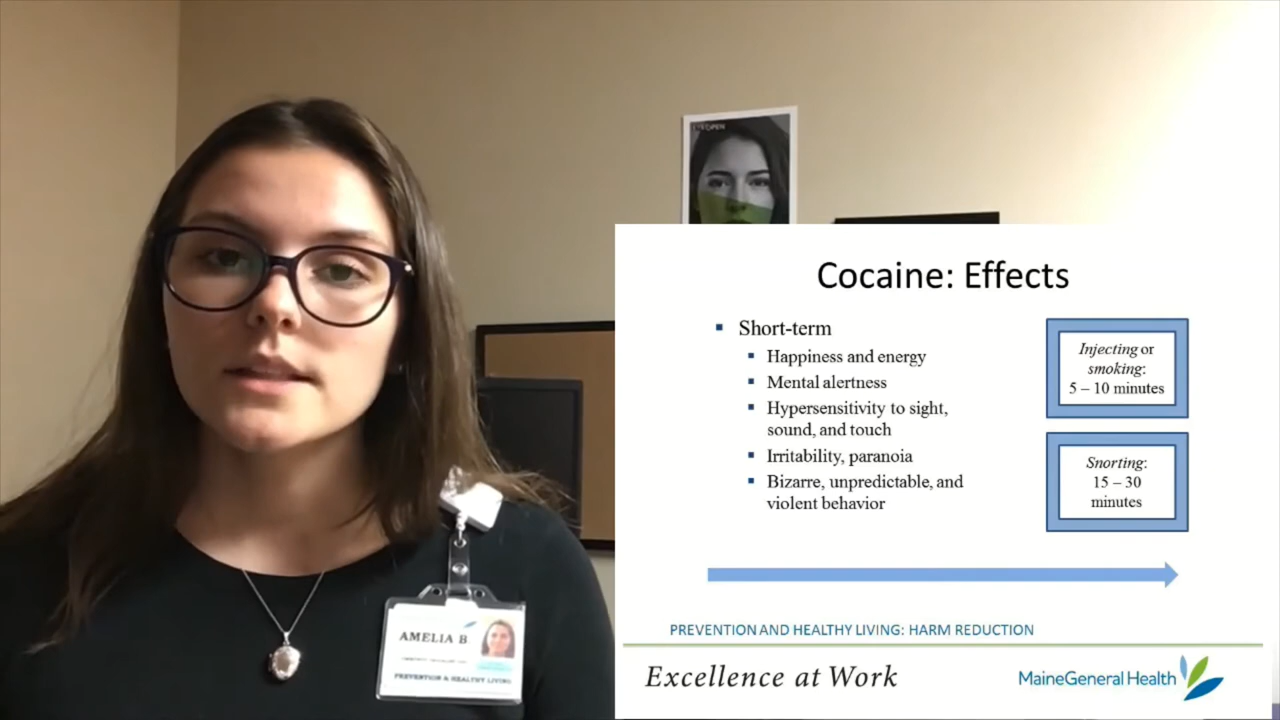 AMELIA B
PREVENTION & HEALTHY LIVING
Cocaine: Effects
Short-term
Happiness and energy
Mental alertness
Hypersensitivity to sight,
sound, and touch
Irritability, paranoia
Bizarre, unpredictable, and
violent behavior
Injecting or
smoking:
5 – 10 minutes
Snorting:
15 – 30
minutes
PREVENTION AND HEALTHY LIVING: HARM REDUCTION
Excellence at Work
MaineGeneral Health